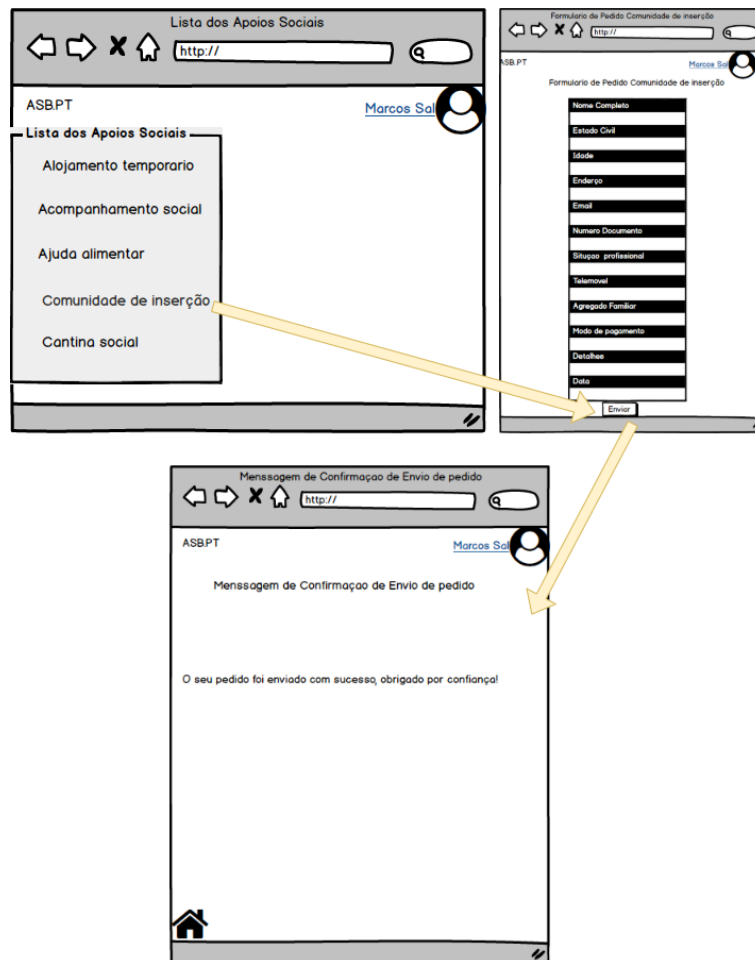 Lista dos Apoios Sociais
http://
ASB.PT
Marcos Sal
Lista dos Apoios Sociais
Alojamento temporario
Acompanhamento social
Ajuda alimentar
Comunidade de inserção
Cantina social
Formulario de Pedido Comunidade de inserção
http://
ASB.PT
Marcos Sal
Formulario de Pedido Comunidade de inserção
Nome Completo
Estado Civil
Idade
Enderço
Email
Numero Documento
Situçao profissional
Telemovel
Agregado Familiar
Modo de pagamento
Detalhee
Data
Enviar
Menssagem de Confirmaçao de Envio de pedido
http://
ASB.PT
Marcos Sal
Menssagem de Confirmaçao de Envio de pedido
O seu pedido foi enviado com sucesso, obrigado por confiança!